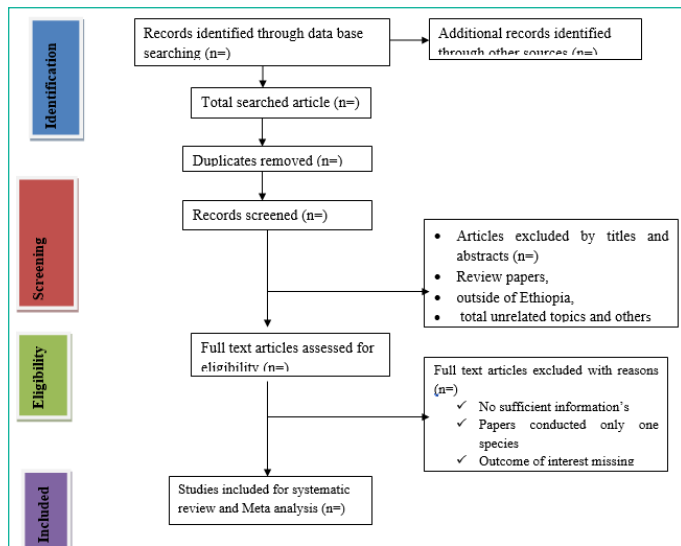 Identification
Records identified through data base
searching (n=)
Additional records identified
through other sources (n=)
Total searched article (n=)
Duplicates removed (n=)
Screening
Records screened (n=)
• Articles excluded by titles and
abstracts (n=)
• Review papers,
• outside of Ethiopia,
• total unrelated topics and others
Eligibility
Full text articles assessed for
eligibility (n=)
Full text articles excluded with reasons
(n=)
✓ No sufficient information's
✓ Papers conducted only one
species
✓ Outcome of interest missing
Included
Studies included for systematic
review and Meta analysis (n=)